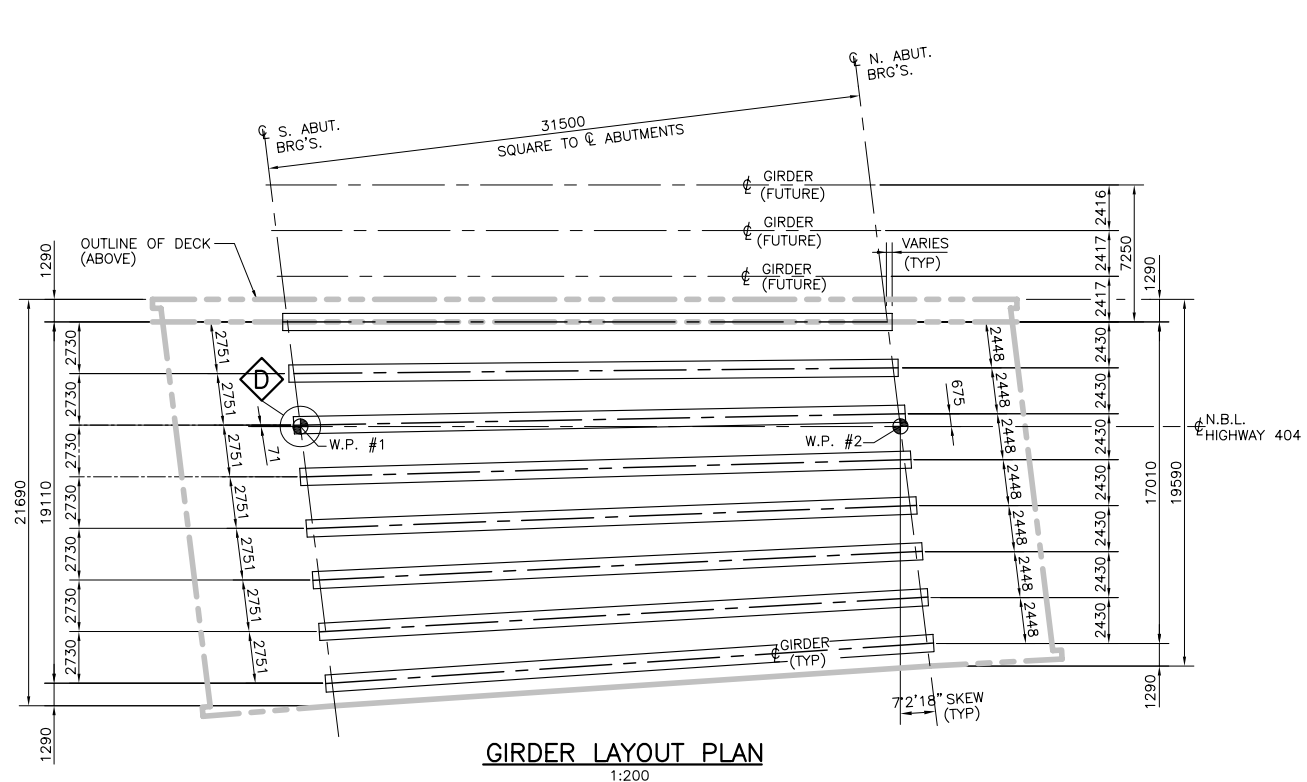 ℄ N. ABUT.
BRG'S.
31500
SQUARE TO ℄ ABUTMENTS
℄ S. ABUT.
BRG'S.
℄ GIRDER
(FUTURE)
℄ GIRDER
(FUTURE)
℄ GIRDER
(FUTURE)
2416
2417
2417
7250
1290
VARIES
(TYP)
OUTLINE OF DECK
(ABOVE)
1290
21690
19110
2730
2730
2730
2730
2730
2730
2730
1290
2751
2751
2751
2751
2751
2751
2751
D
71
W.P. #1
W.P. #2
675
2448
2448
2448
2448
2448
2448
2448
2430
2430
2430
2430
2430
2430
2430
17010
19590
1290
℄ N.B.L.
HIGHWAY 404
℄ GIRDER
(TYP)
7°2'18" SKEW
(TYP)
GIRDER LAYOUT PLAN
1:200